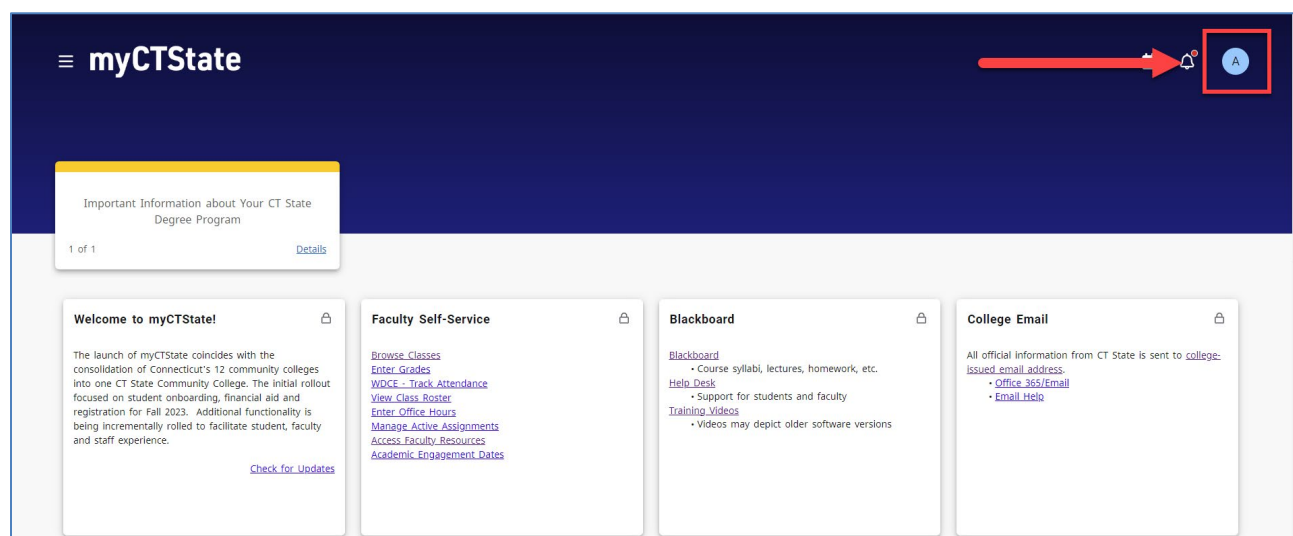 myCTState
A
Important Information about Your CT State
Degree Program
1 of 1
Details
Welcome to myCTState!
The launch of myCTState coincides with the
consolidation of Connecticut's 12 community colleges
into one CT State Community College. The initial rollout
focused on student onboarding, financial aid and
registration for Fall 2023. Additional functionality is
being incrementally rolled to facilitate student, faculty
and staff experience.
Check for Updates
Faculty Self-Service
Browse Classes
Enter Grades
WDCE - Track Attendance
View Class Roster
Enter Office Hours
Manage Active Assignments
Access Faculty Resources
Academic Engagement Dates
Blackboard
Blackboard
• Course syllabi, lectures, homework, etc.
Help Desk
• Support for students and faculty
Training Videos
• Videos may depict older software versions
College Email
All official information from CT State is sent to college-
issued email address.
• Office 365/Email
• Email Help